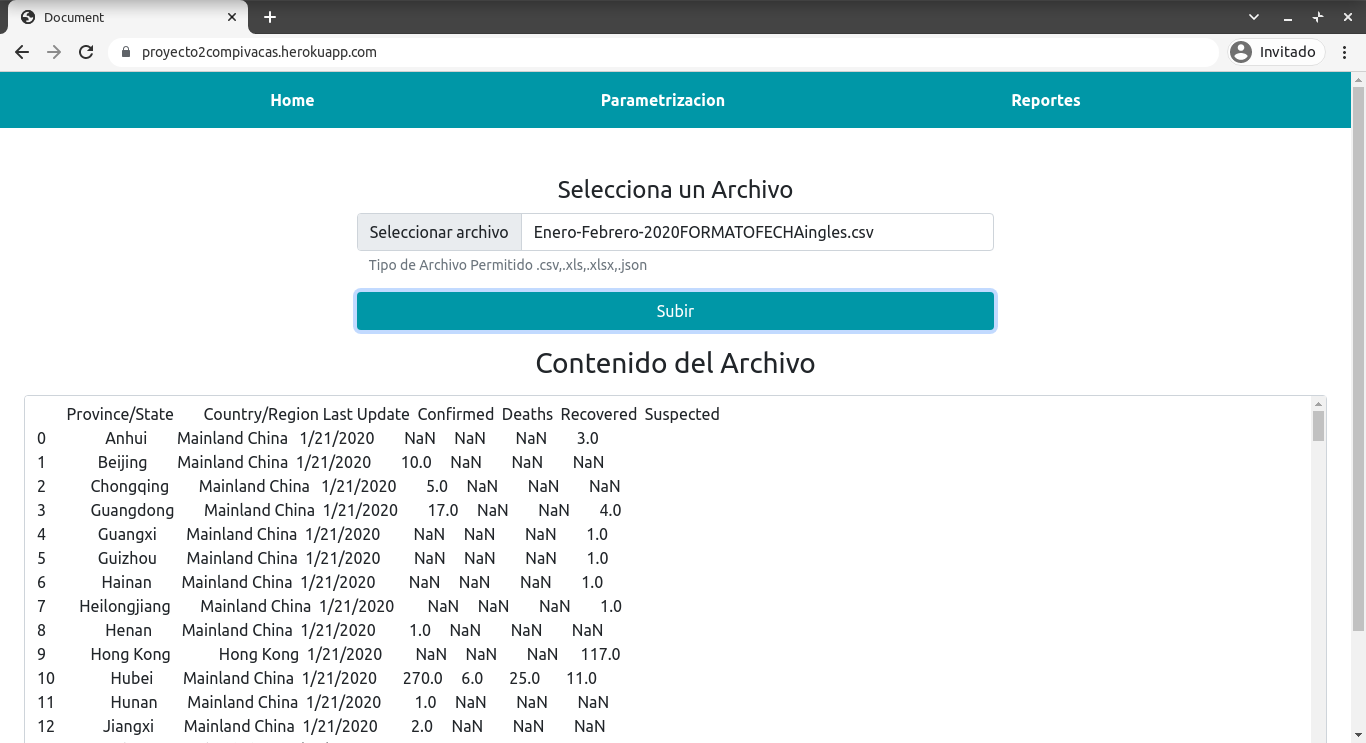 Document
proyecto2compivacas.herokuapp.com
Invitado
Home Parametrizacion Reportes
Selecciona un Archivo
Seleccionar archivo Enero-Febrero-2020FORMATOFECHAingles.csv
Tipo de Archivo Permitido .csv,.xls,.xlsx,.json
Subir
Contenido del Archivo
Province/State Country/Region Last Update Confirmed Deaths Recovered Suspected
0 Anhui Mainland China 1/21/2020 NaN NaN NaN 3.0
1 Beijing Mainland China 1/21/2020 10.0 NaN NaN NaN
2 Chongqing Mainland China 1/21/2020 5.0 NaN NaN NaN
3 Guangdong Mainland China 1/21/2020 17.0 NaN NaN 4.0
4 Guangxi Mainland China 1/21/2020 NaN NaN NaN 1.0
5 Guizhou Mainland China 1/21/2020 NaN NaN NaN 1.0
6 Hainan Mainland China 1/21/2020 NaN NaN NaN 1.0
7 Heilongjiang Mainland China 1/21/2020 NaN NaN NaN 1.0
8 Henan Mainland China 1/21/2020 1.0 NaN NaN NaN
9 Hong Kong Hong Kong 1/21/2020 NaN NaN NaN 117.0
10 Hubei Mainland China 1/21/2020 270.0 6.0 25.0 11.0
11 Hunan Mainland China 1/21/2020 1.0 NaN NaN NaN
12 Jiangxi Mainland China 1/21/2020 2.0 NaN NaN NaN